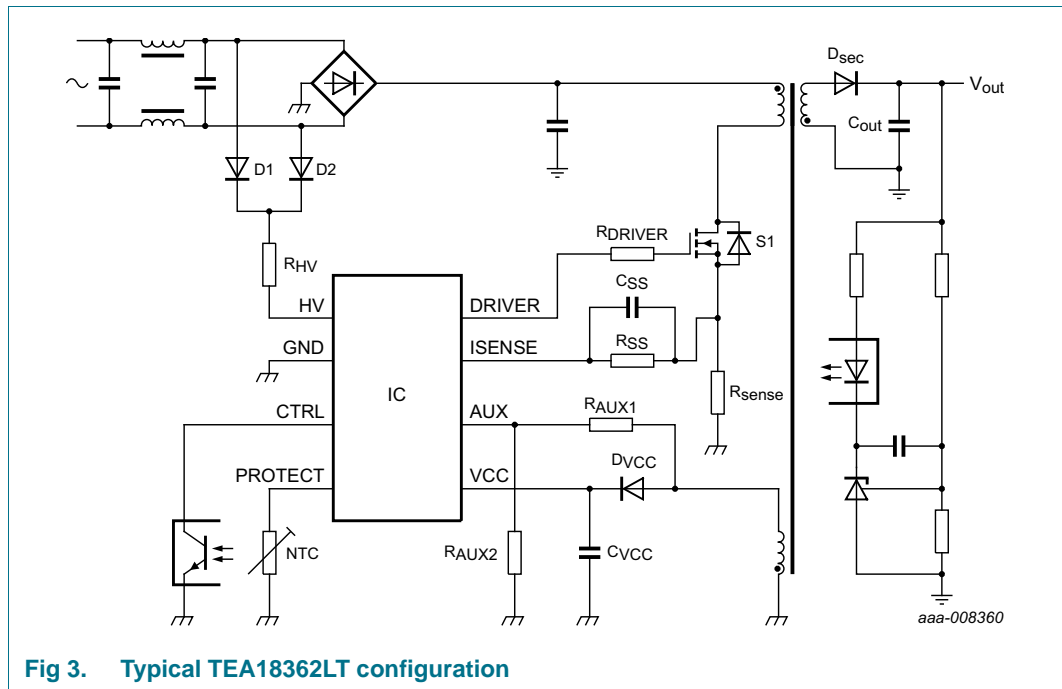 Dsec
Vout
Cout
D1
D2
RDRIVER
S1
RHV
CSS
HV
DRIVER
GND
ISENSE
RSS
IC
Rsense
CTRL
AUX
RAUX1
PROTECT
VCC
DVCC
NTC
RAUX2
CVCC
aaa-008360
Fig 3. Typical TEA18362LT configuration